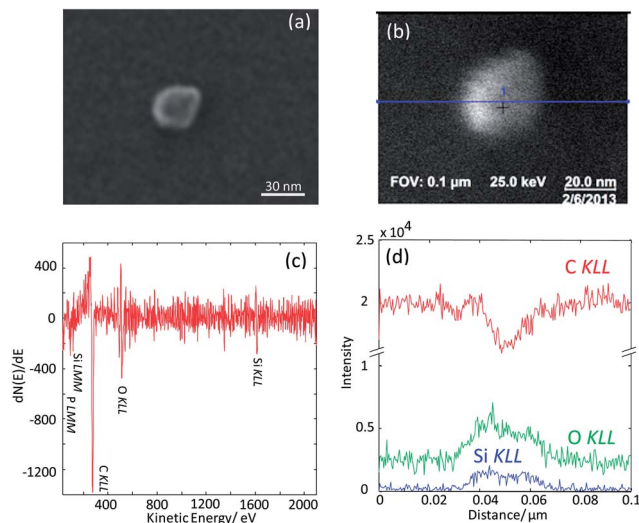 (a)
30 nm
(b)
1
FOV: 0.1 µm 25.0 keV 20.0 nm
2/6/2013
(c)
400
0
-400
-800
-1200
dN(E)/dE
Si LMM
P LMM
C KLL
O KLL
Si KLL
0 400 800 1200 1600 2000
Kinetic Energy/ eV
(d)
x 10⁴
2.5
2
1
0.5
0
Intensity
C KLL
O KLL
Si KLL
0 0.02 0.04 0.06 0.08 0.1
Distance/ µm